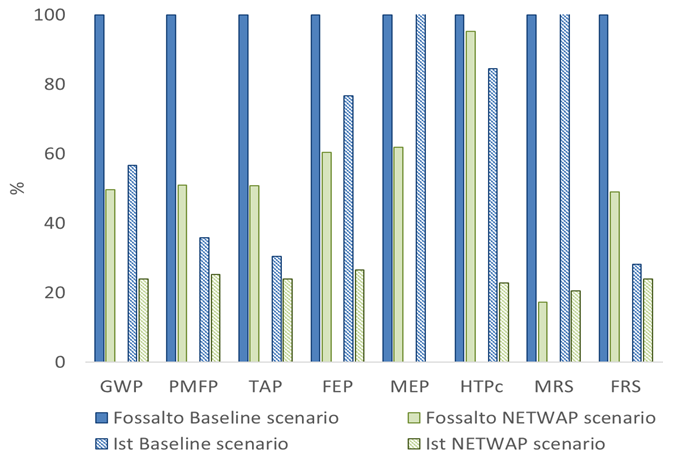 100
80
60
%
40
20
0
GWP PMFP TAP FEP MEP HTPc MRS FRS
Fossalto Baseline scenario Fossalto NETWAP scenario
Ist Baseline scenario Ist NETWAP scenario